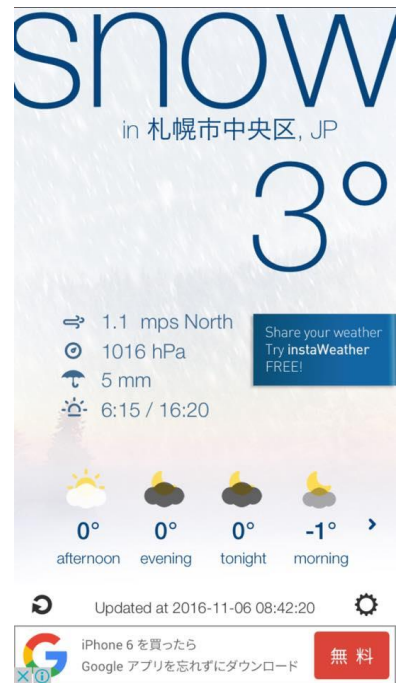 snow
in 札幌市中央区, JP
3°
1.1 mps North
1016 hPa
5 mm
6:15 / 16:20
Share your weather
Try instaWeather
FREE!
0° 0° 0° -1°
afternoon evening tonight morning
Updated at 2016-11-06 08:42:20
iPhone 6 を買ったら
Google アプリを忘れずにダウンロード
無料